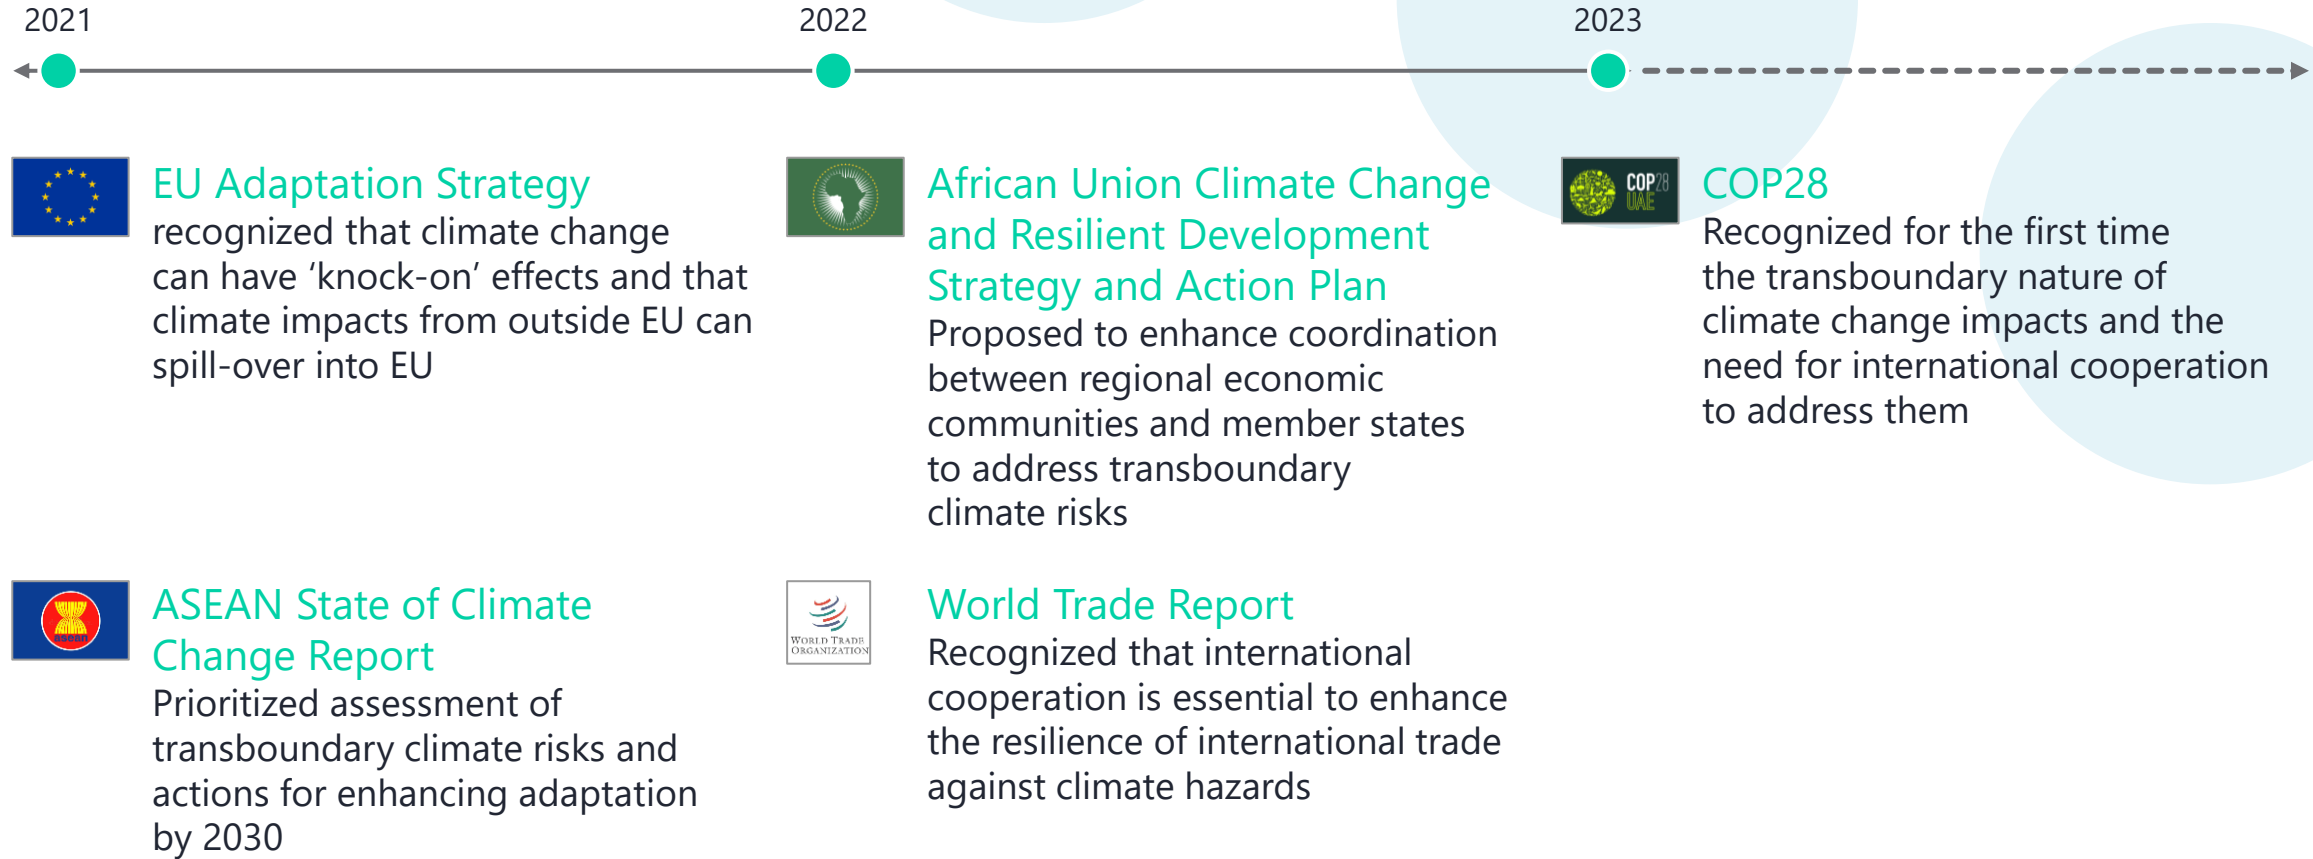 2021
2022
2023
EU Adaptation Strategy
recognized that climate change
can have ‘knock-on’ effects and that
climate impacts from outside EU can
spill-over into EU
African Union Climate Change
and Resilient Development
Strategy and Action Plan
Proposed to enhance coordination
between regional economic
communities and member states
to address transboundary
climate risks
COP28
UAE
COP28
Recognized for the first time
the transboundary nature of
climate change impacts and the
need for international cooperation
to address them
asean
ASEAN State of Climate
Change Report
Prioritized assessment of
transboundary climate risks and
actions for enhancing adaptation
by 2030
WORLD TRADE
ORGANIZATION
World Trade Report
Recognized that international
cooperation is essential to enhance
the resilience of international trade
against climate hazards